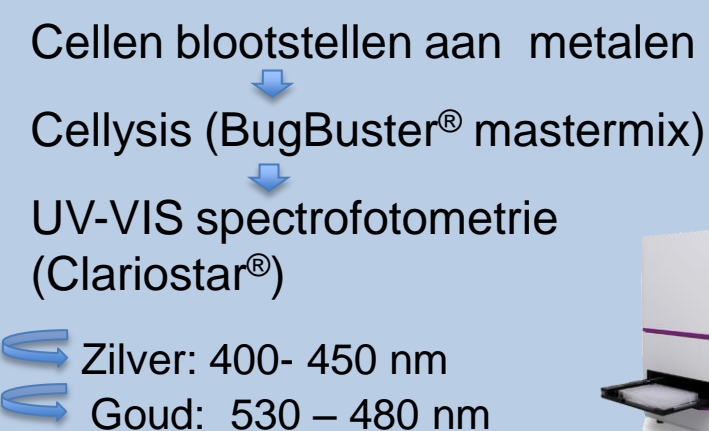 Cellen blootstellen aan  metalen
Cellysis (BugBuster® mastermix)
UV-VIS spectrofotometrie
(Clariostar®)
Zilver: 400- 450 nm
Goud:  530 – 480 nm